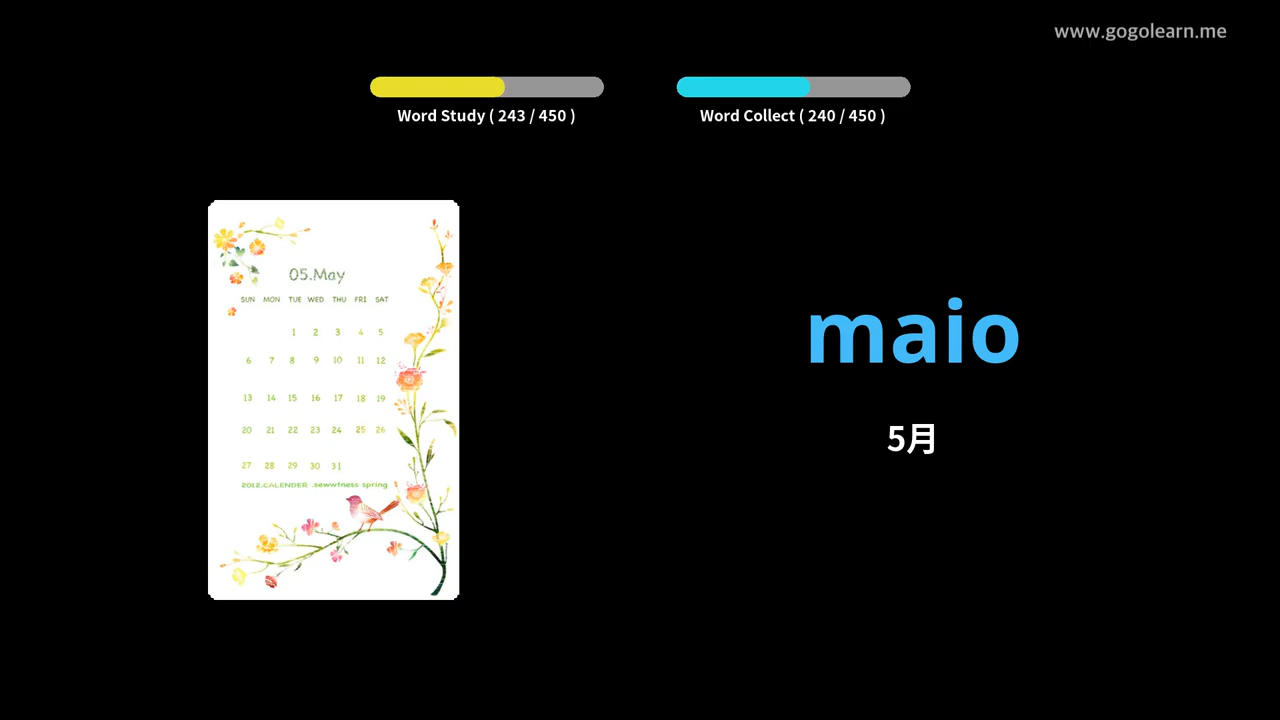 www.gogolearn.me
Word Study ( 243 / 450 )
Word Collect ( 240 / 450 )
05.May
SUN MON TUE WED THU FRI SAT
1 2 3 4 5
6 7 8 9 10 11 12
13 14 15 16 17 18 19
20 21 22 23 24 25 26
27 28 29 30 31
2012.CALENDER .sewwtness spring
maio
5月